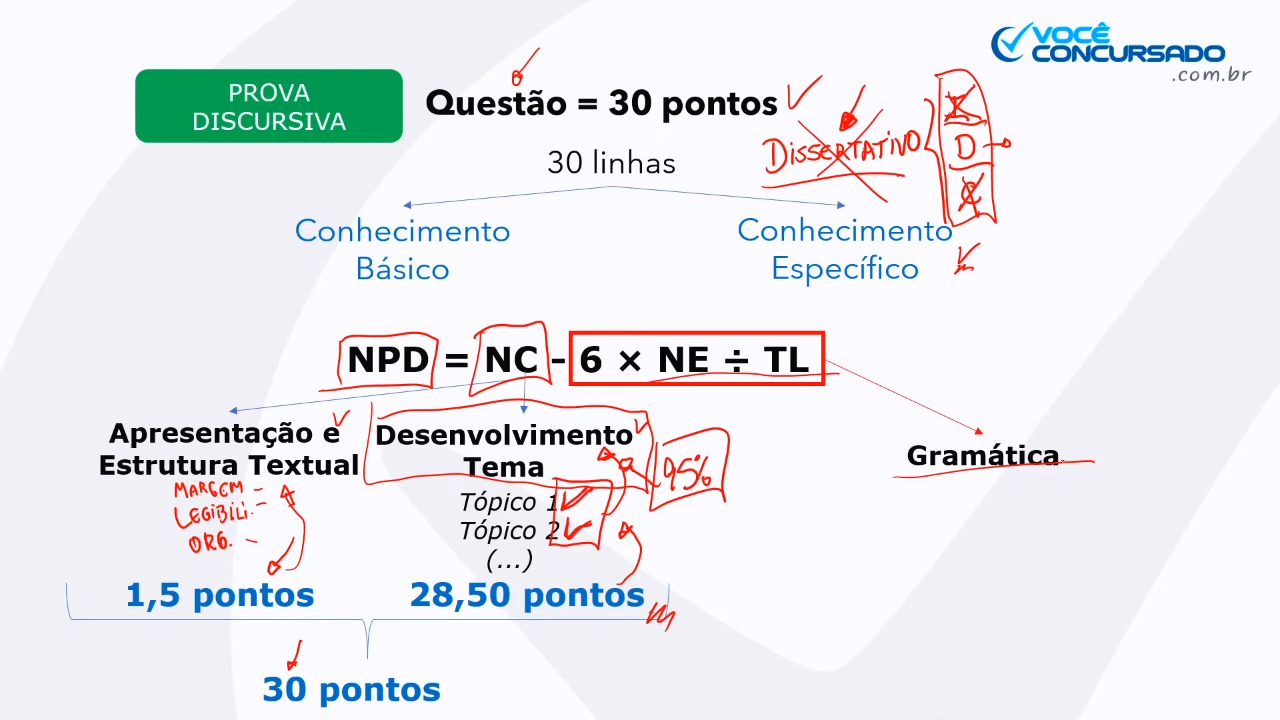 VOCÊ
CONCURSADO
.com.br
PROVA
DISCURSIVA
Questão = 30 pontos
30 linhas
DISSERTATIVO
I
D
C
Conhecimento
Básico
Conhecimento
Específico
NPD = NC - 6 × NE ÷ TL
Apresentação e
Estrutura Textual
MARGEM
LEGIBILI.
ORG.
Desenvolvimento
Tema
95%
Tópico 1
Tópico 2
(...)
Gramática
1,5 pontos
28,50 pontos
30 pontos